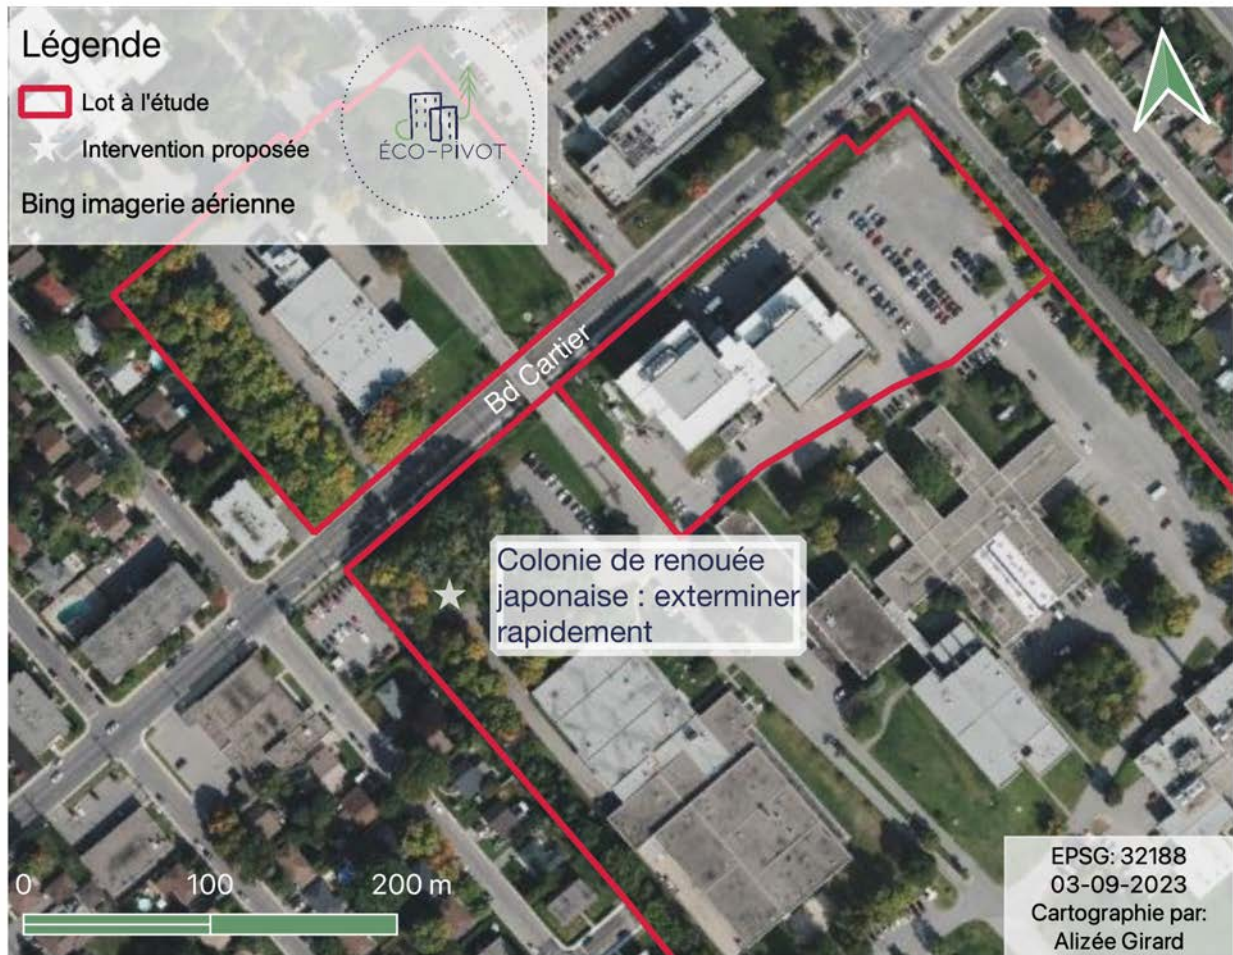 Légende
Lot à l'étude
Intervention proposée
Bing imagerie aérienne
ÉCO-PIVOT
Bd Cartier
Colonie de renouée
japonaise : exterminer
rapidement
0 100 200 m
EPSG: 32188
03-09-2023
Cartographie par:
Alizée Girard